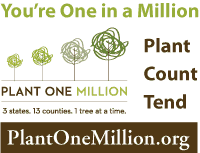 You're One in a Million
Plant
Count
Tend
PLANT ONE MILLION
3 states. 13 counties. 1 tree at a time.
PlantOneMillion.org